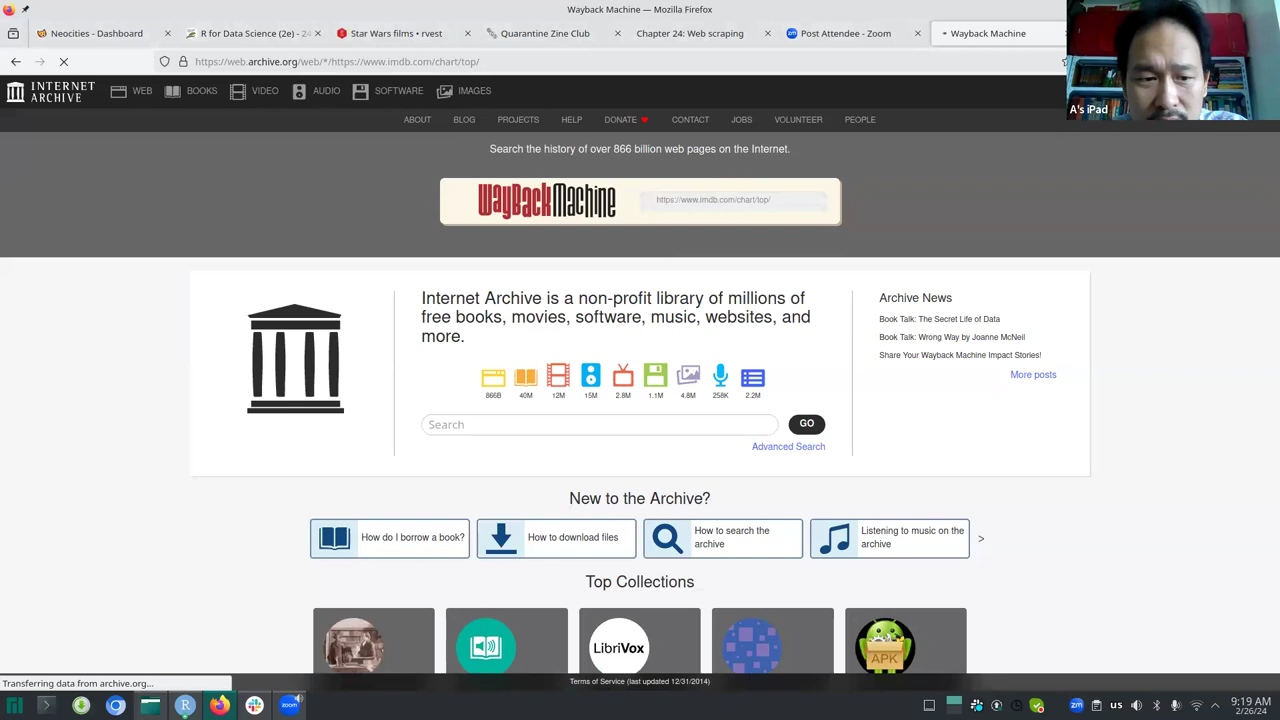 Wayback Machine — Mozilla Firefox
Neocities - Dashboard
R for Data Science (2e) - 24
Star Wars films • rvest
Quarantine Zine Club
Chapter 24: Web scraping
Post Attendee - Zoom
Wayback Machine
https://web.archive.org/web/*/https://www.imdb.com/chart/top/
INTERNET ARCHIVE
WEB
BOOKS
VIDEO
AUDIO
SOFTWARE
IMAGES
A's iPad
ABOUT
BLOG
PROJECTS
HELP
DONATE
CONTACT
JOBS
VOLUNTEER
PEOPLE
Search the history of over 866 billion web pages on the Internet.
WayBackMachine
https://www.imdb.com/chart/top/
Internet Archive is a non-profit library of millions of
free books, movies, software, music, websites, and
more.
866B
40M
12M
15M
2.8M
1.1M
4.8M
258K
2.2M
Search
GO
Advanced Search
Archive News
Book Talk: The Secret Life of Data
Book Talk: Wrong Way by Joanne McNeil
Share Your Wayback Machine Impact Stories!
More posts
New to the Archive?
How do I borrow a book?
How to download files
How to search the
archive
Listening to music on the
archive
>
Top Collections
LibriVox
APK
Transferring data from archive.org...
Terms of Service (last updated 12/31/2014)
zoom
zm
us
9:19 AM
2/26/24